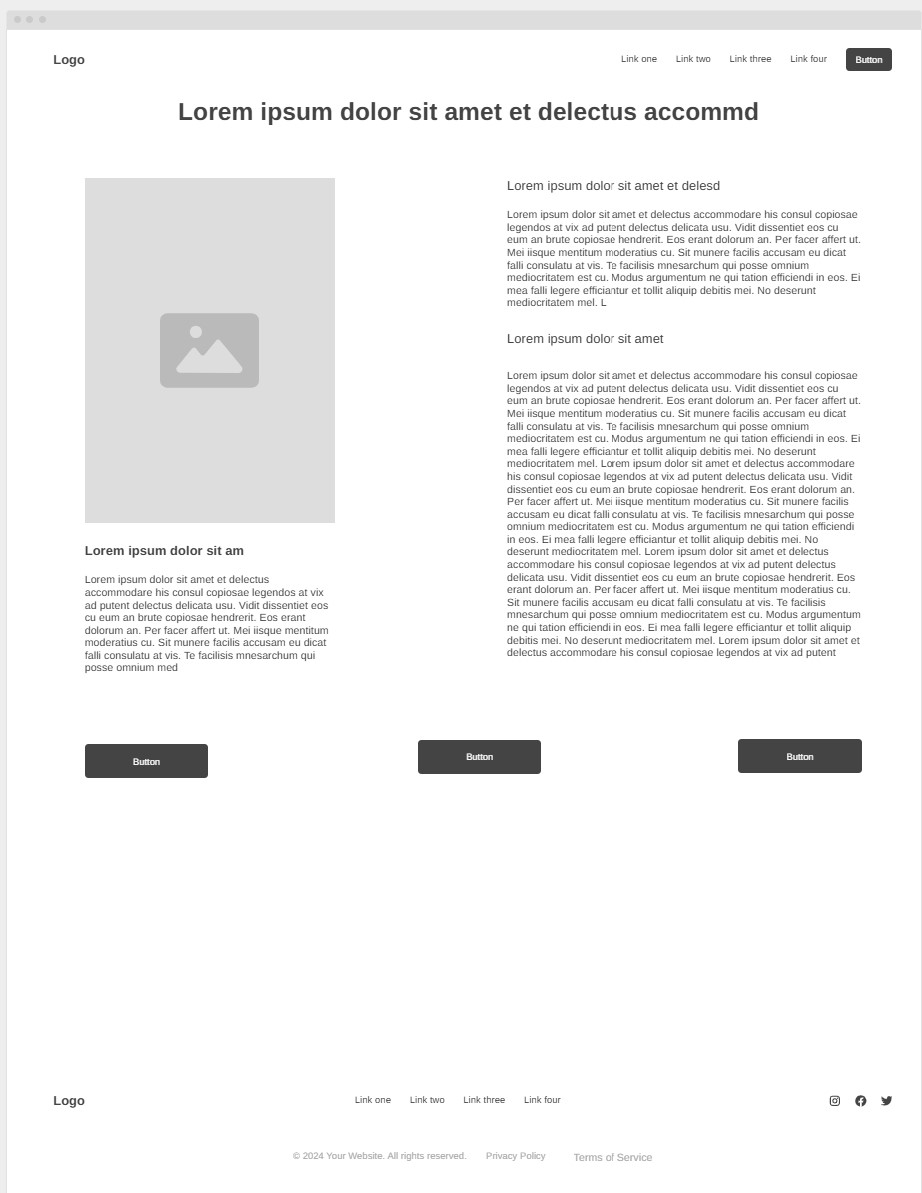 Logo
Link one Link two Link three Link four Button
Lorem ipsum dolor sit amet et delectus accommd
Lorem ipsum dolor sit am
Lorem ipsum dolor sit amet et delectus
accommodare his consul copiosae legendos at vix
ad putent delectus delicata usu. Vidit dissentiet eos
cu eum an brute copiosae hendrerit. Eos erant
dolorum an. Per facer affert ut. Mei iisque mentitum
moderatius cu. Sit munere facilis accusam eu dicat
falli consulatu at vis. Te facilisis mnesarchum qui
posse omnium med
Lorem ipsum dolor sit amet et delesd
Lorem ipsum dolor sit amet et delectus accommodare his consul copiosae
legendos at vix ad putent delectus delicata usu. Vidit dissentiet eos cu
eum an brute copiosae hendrerit. Eos erant dolorum an. Per facer affert ut.
Mei iisque mentitum moderatius cu. Sit munere facilis accusam eu dicat
falli consulatu at vis. Te facilisis mnesarchum qui posse omnium
mediocritatem est cu. Modus argumentum ne qui tation efficiendi in eos. Ei
mea falli legere efficiantur et tollit aliquip debitis mei. No deserunt
mediocritatem mel. L
Lorem ipsum dolor sit amet
Lorem ipsum dolor sit amet et delectus accommodare his consul copiosae
legendos at vix ad putent delectus delicata usu. Vidit dissentiet eos cu
eum an brute copiosae hendrerit. Eos erant dolorum an. Per facer affert ut.
Mei iisque mentitum moderatius cu. Sit munere facilis accusam eu dicat
falli consulatu at vis. Te facilisis mnesarchum qui posse omnium
mediocritatem est cu. Modus argumentum ne qui tation efficiendi in eos. Ei
mea falli legere efficiantur et tollit aliquip debitis mei. No deserunt
mediocritatem mel. Lorem ipsum dolor sit amet et delectus accommodare
his consul copiosae legendos at vix ad putent delectus delicata usu. Vidit
dissentiet eos cu eum an brute copiosae hendrerit. Eos erant dolorum an.
Per facer affert ut. Mei iisque mentitum moderatius cu. Sit munere facilis
accusam eu dicat falli consulatu at vis. Te facilisis mnesarchum qui posse
omnium mediocritatem est cu. Modus argumentum ne qui tation efficiendi
in eos. Ei mea falli legere efficiantur et tollit aliquip debitis mei. No
deserunt mediocritatem mel. Lorem ipsum dolor sit amet et delectus
accommodare his consul copiosae legendos at vix ad putent delectus
delicata usu. Vidit dissentiet eos cu eum an brute copiosae hendrerit. Eos
erant dolorum an. Per facer affert ut. Mei iisque mentitum moderatius cu.
Sit munere facilis accusam eu dicat falli consulatu at vis. Te facilisis
mnesarchum qui posse omnium mediocritatem est cu. Modus argumentum
ne qui tation efficiendi in eos. Ei mea falli legere efficiantur et tollit aliquip
debitis mei. No deserunt mediocritatem mel. Lorem ipsum dolor sit amet et
delectus accommodare his consul copiosae legendos at vix ad putent
Button
Button
Button
Logo
Link one Link two Link three Link four
© 2024 Your Website. All rights reserved. Privacy Policy Terms of Service